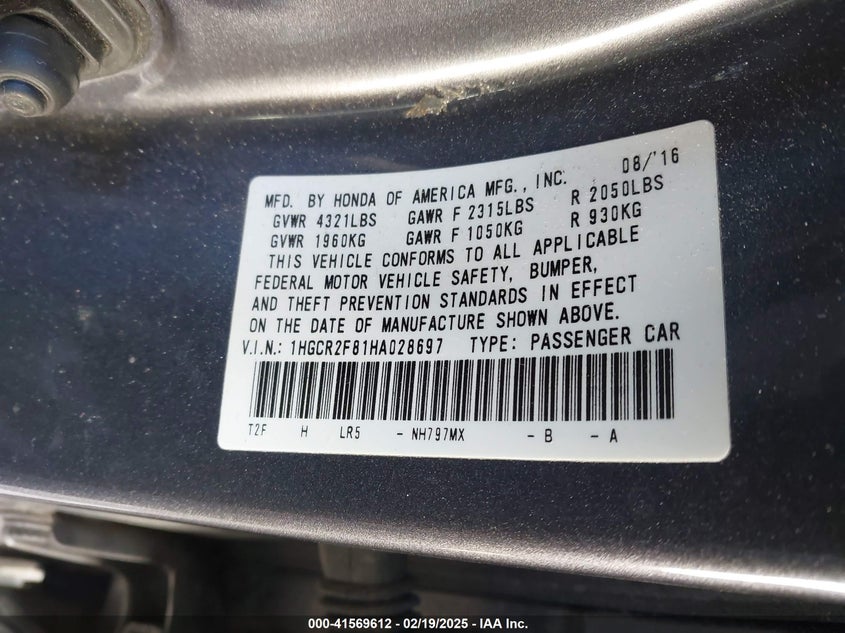 08/'16
MFD. BY HONDA OF AMERICA MFG., INC.
GVWR 4321LBS GAWR F 2315LBS R 2050LBS
GVWR 1960KG GAWR F 1050KG R 930KG
THIS VEHICLE CONFORMS TO ALL APPLICABLE
FEDERAL MOTOR VEHICLE SAFETY, BUMPER,
AND THEFT PREVENTION STANDARDS IN EFFECT
ON THE DATE OF MANUFACTURE SHOWN ABOVE.
V.I.N.: 1HGCR2F81HA028697 TYPE: PASSENGER CAR
T2F H LR5 - NH797MX - B - A
000-41569612 - 02/19/2025 - IAA Inc.